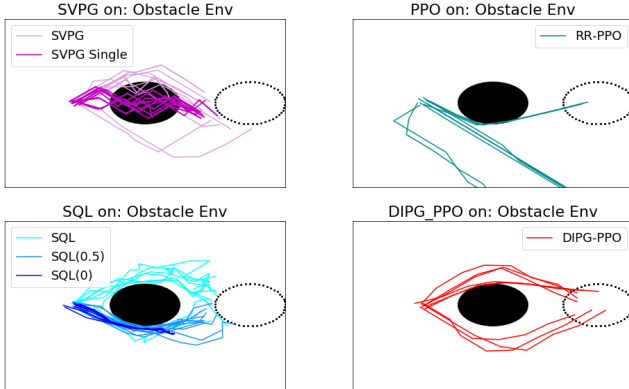 SVPG on: Obstacle Env
SVPG
SVPG Single
PPO on: Obstacle Env
RR-PPO
SQL on: Obstacle Env
SQL
SQL(0.5)
SQL(0)
DIPG_PPO on: Obstacle Env
DIPG-PPO